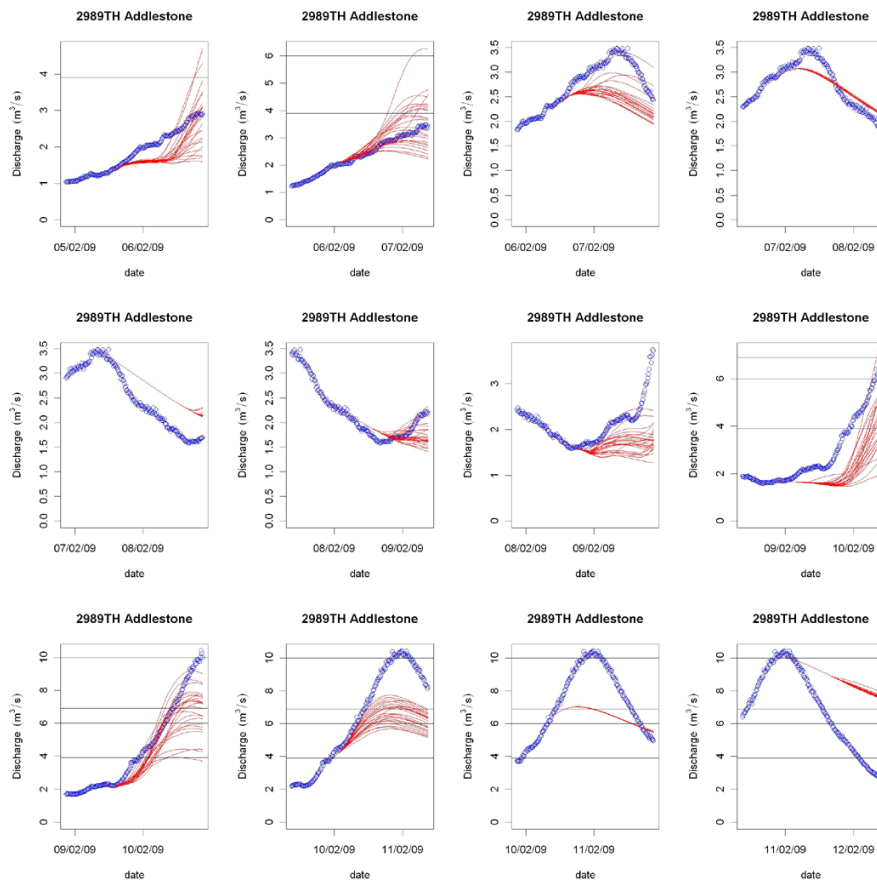 2989TH Addlestone 2989TH Addlestone 2989TH Addlestone 2989TH Addlestone
Discharge (m³/s) 0 1 2 3 4
05/02/09 06/02/09
date
Discharge (m³/s) 0 1 2 3 4 5 6
06/02/09 07/02/09
date
Discharge (m³/s) 0.0 0.5 1.0 1.5 2.0 2.5 3.0 3.5
06/02/09 07/02/09
date
Discharge (m³/s) 0.0 0.5 1.0 1.5 2.0 2.5 3.0 3.5
07/02/09 08/02/09
date
2989TH Addlestone 2989TH Addlestone 2989TH Addlestone 2989TH Addlestone
Discharge (m³/s) 0.0 0.5 1.0 1.5 2.0 2.5 3.0 3.5
07/02/09 08/02/09
date
Discharge (m³/s) 0.0 0.5 1.0 1.5 2.0 2.5 3.0 3.5
08/02/09 09/02/09
date
Discharge (m³/s) 0 1 2 3
08/02/09 09/02/09
date
Discharge (m³/s) 0 2 4 6
09/02/09 10/02/09
date
2989TH Addlestone 2989TH Addlestone 2989TH Addlestone 2989TH Addlestone
Discharge (m³/s) 0 2 4 6 8 10
09/02/09 10/02/09
date
Discharge (m³/s) 0 2 4 6 8 10
10/02/09 11/02/09
date
Discharge (m³/s) 0 2 4 6 8 10
10/02/09 11/02/09
date
Discharge (m³/s) 0 2 4 6 8 10
11/02/09 12/02/09
date